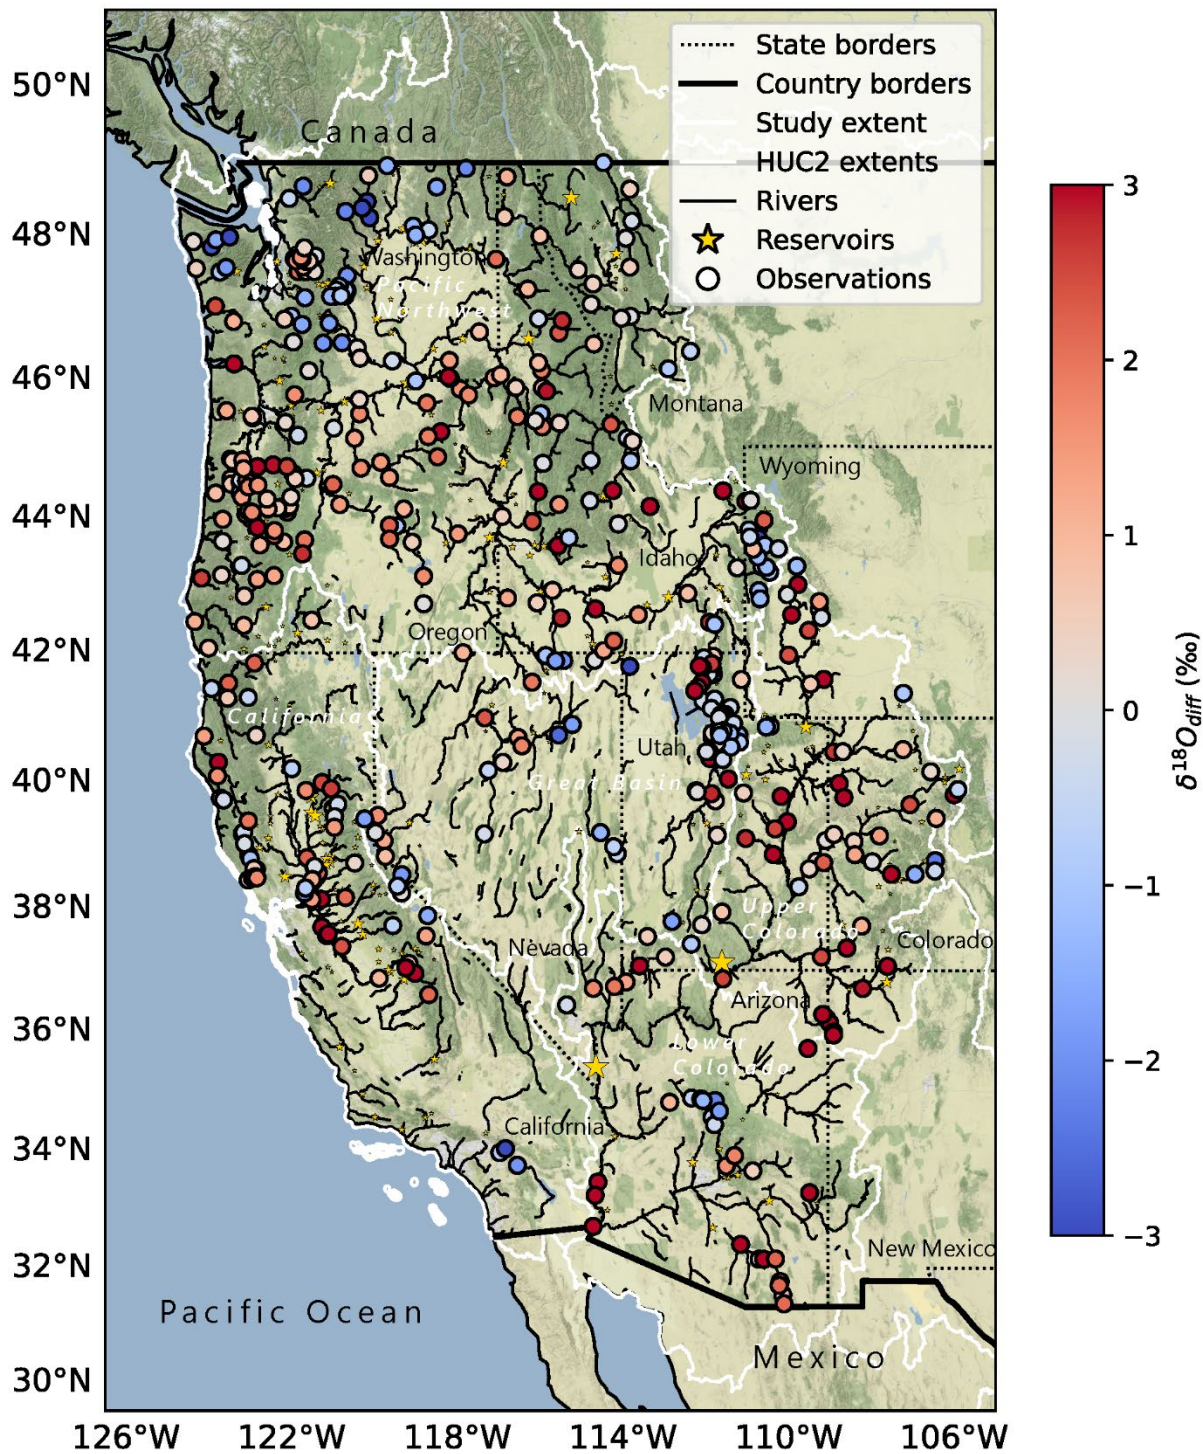 State borders
Country borders
Study extent
HUC2 extents
Rivers
Reservoirs
Observations
50°N
48°N
46°N
44°N
42°N
40°N
38°N
36°N
34°N
32°N
30°N
Canada
Washington
Pacific
Northwest
Montana
Wyoming
Idaho
Oregon
California
Utah
Great Basin
Upper
Colorado
Nevada
Colorado
Arizona
Lower
Colorado
California
New Mexico
Pacific Ocean
Mexico
126°W
122°W
118°W
114°W
110°W
106°W
3
2
1
0
−1
−2
−3
δ¹⁸O_diff (‰)